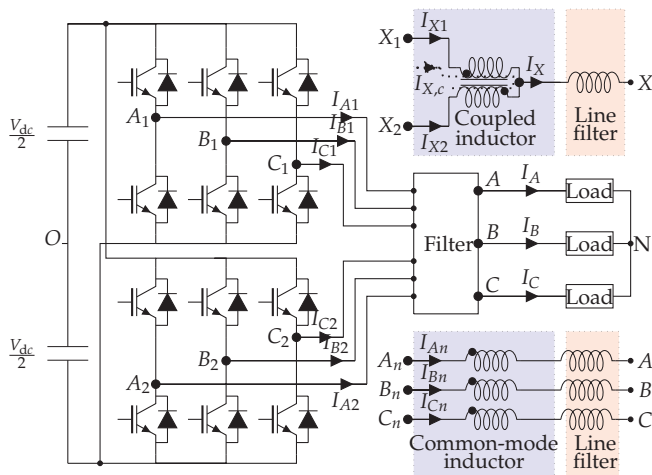 V_dc/2
V_dc/2
O
A_1
B_1
C_1
I_A1
I_B1
I_C1
A_2
B_2
C_2
I_C2
I_B2
I_A2
X_1
I_X1
I_X,c
X_2
I_X2
I_X
X
Coupled inductor
Line filter
Filter
A
I_A
Load
B
I_B
Load
N
C
I_C
Load
A_n
I_An
A
B_n
I_Bn
B
C_n
I_Cn
C
Common-mode inductor
Line filter